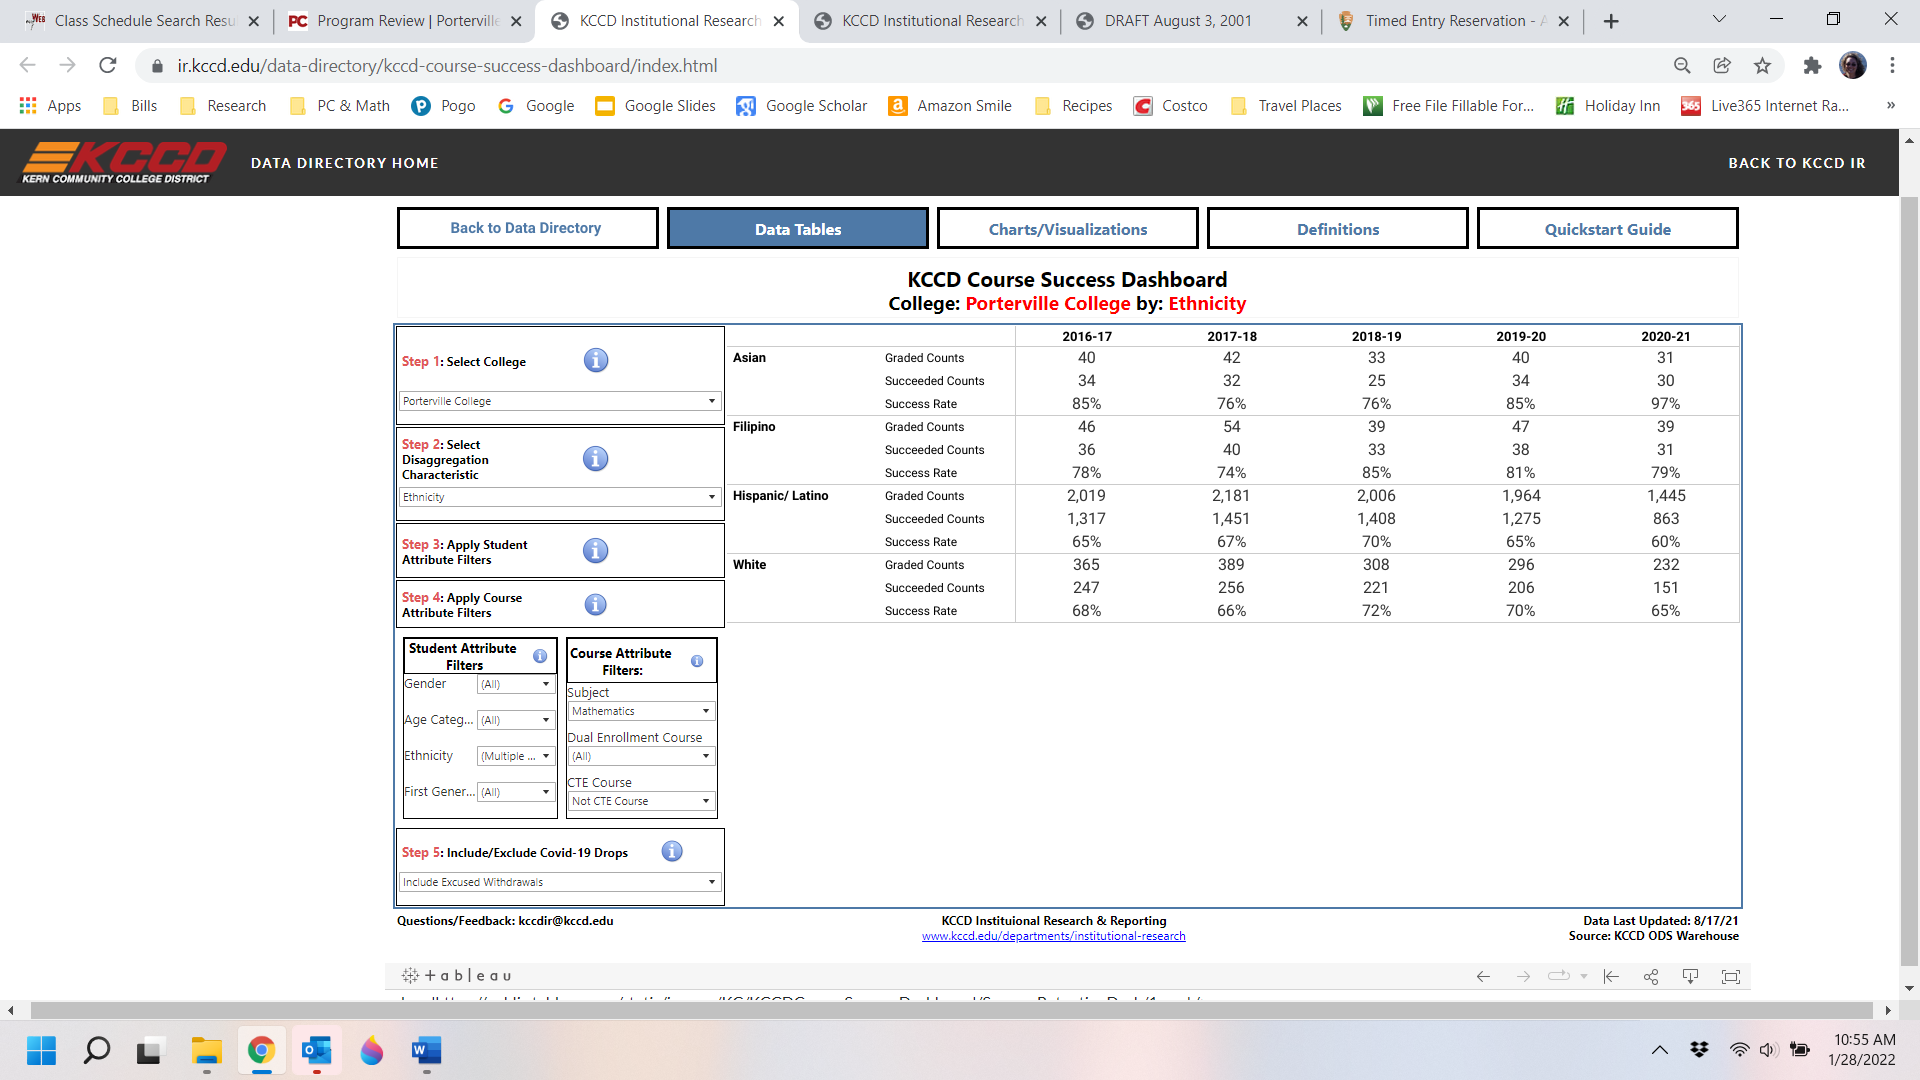 Class Schedule Search Resu
PC Program Review | Porterville
KCCD Institutional Research
KCCD Institutional Research
DRAFT August 3, 2001
Timed Entry Reservation - A
ir.kccd.edu/data-directory/kccd-course-success-dashboard/index.html
Apps Bills Research PC & Math Pogo Google Google Slides Google Scholar Amazon Smile Recipes Costco Travel Places Free File Fillable For... Holiday Inn 365 Live365 Internet Ra... »
KCCD
KERN COMMUNITY COLLEGE DISTRICT
DATA DIRECTORY HOME
BACK TO KCCD IR
Back to Data Directory
Data Tables
Charts/Visualizations
Definitions
Quickstart Guide
KCCD Course Success Dashboard
College: Porterville College by: Ethnicity
Step 1: Select College
Porterville College
Step 2: Select
Disaggregation
Characteristic
Ethnicity
Step 3: Apply Student
Attribute Filters
Step 4: Apply Course
Attribute Filters
Student Attribute
Filters
Gender (All)
Age Categ... (All)
Ethnicity (Multiple ...
First Gener... (All)
Course Attribute
Filters:
Subject
Mathematics
Dual Enrollment Course
(All)
CTE Course
Not CTE Course
Step 5: Include/Exclude Covid-19 Drops
Include Excused Withdrawals
2016-17 2017-18 2018-19 2019-20 2020-21
Asian Graded Counts 40 42 33 40 31
Succeeded Counts 34 32 25 34 30
Success Rate 85% 76% 76% 85% 97%
Filipino Graded Counts 46 54 39 47 39
Succeeded Counts 36 40 33 38 31
Success Rate 78% 74% 85% 81% 79%
Hispanic/ Latino Graded Counts 2,019 2,181 2,006 1,964 1,445
Succeeded Counts 1,317 1,451 1,408 1,275 863
Success Rate 65% 67% 70% 65% 60%
White Graded Counts 365 389 308 296 232
Succeeded Counts 247 256 221 206 151
Success Rate 68% 66% 72% 70% 65%
Questions/Feedback: kccdir@kccd.edu
KCCD Instituional Research & Reporting
www.kccd.edu/departments/institutional-research
Data Last Updated: 8/17/21
Source: KCCD ODS Warehouse
+ a b | e a u
10:55 AM
1/28/2022